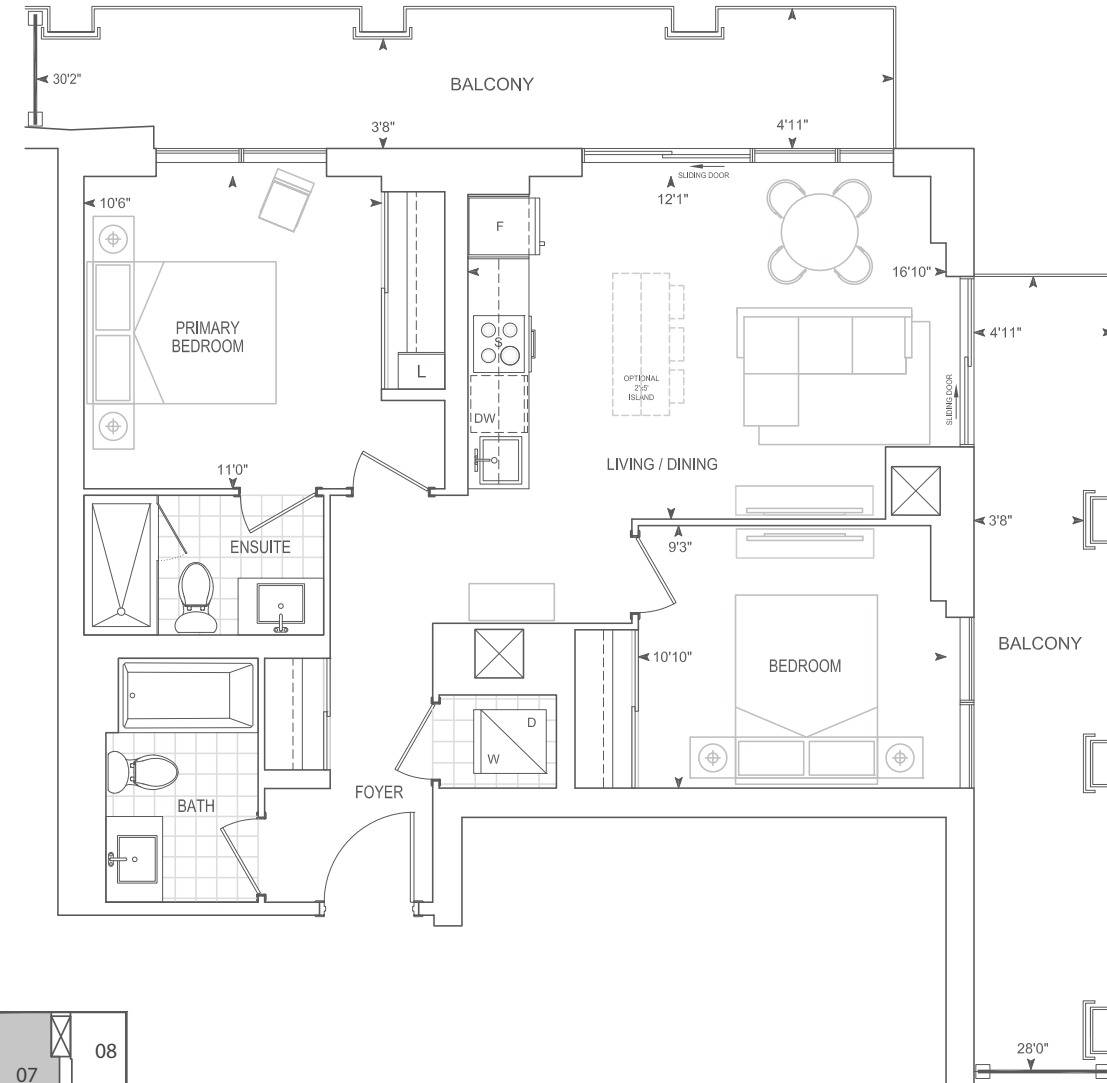 30'2"
BALCONY
3'8"
4'11"
SLIDING DOOR
10'6"
12'1"
F
16'10"
PRIMARY
BEDROOM
4'11"
S
L
OPTIONAL
2'x5'
ISLAND
SLIDING DOOR
DW
LIVING / DINING
11'0"
3'8"
ENSUITE
9'3"
BALCONY
10'10"
BEDROOM
D
W
FOYER
BATH
28'0"
08
07